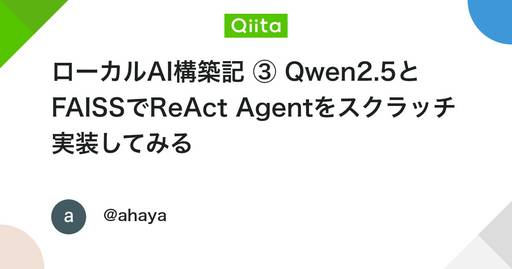 Qiita
ローカルAI構築記 ③ Qwen2.5と
FAISSでReAct Agentをスクラッチ
実装してみる
a
@ahaya